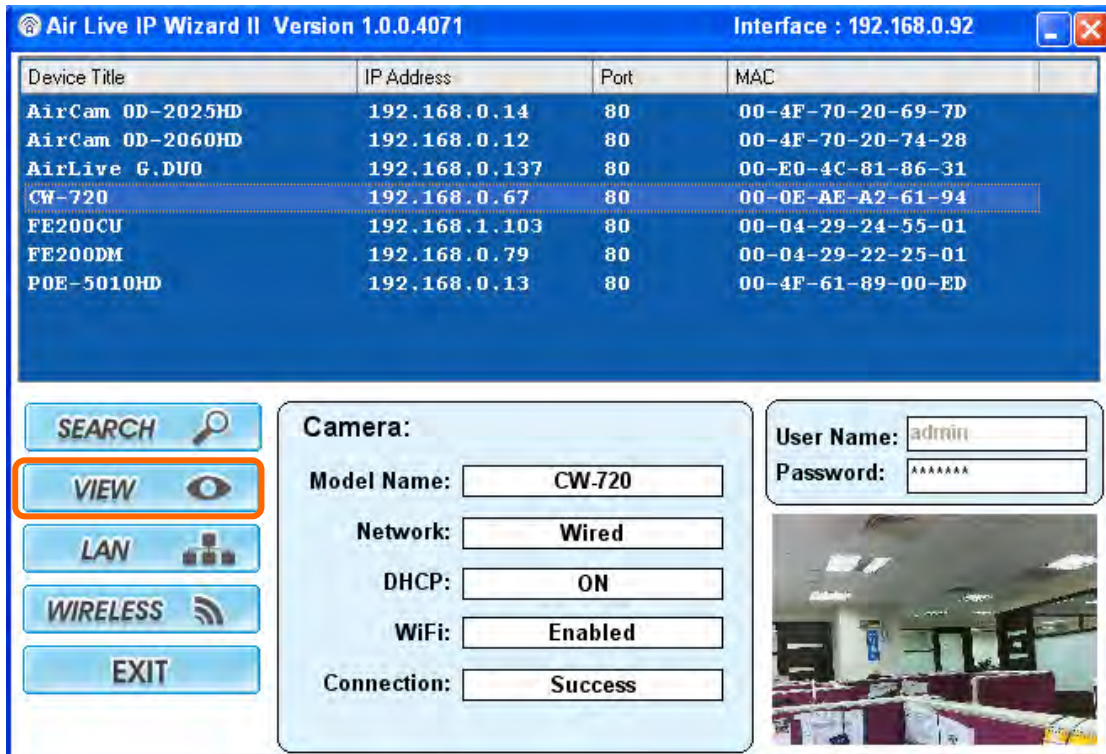 Air Live IP Wizard II Version 1.0.0.4071 Interface : 192.168.0.92
Device Title IP Address Port MAC
AirCam OD-2025HD 192.168.0.14 80 00-4F-70-20-69-7D
AirCam OD-2060HD 192.168.0.12 80 00-4F-70-20-74-28
AirLive G.DUO 192.168.0.137 80 00-E0-4C-81-86-31
CW-720 192.168.0.67 80 00-0E-AE-A2-61-94
FE200CU 192.168.1.103 80 00-04-29-24-55-01
FE200DM 192.168.0.79 80 00-04-29-22-25-01
POE-5010HD 192.168.0.13 80 00-4F-61-89-00-ED
SEARCH
VIEW
LAN
WIRELESS
EXIT
Camera:
Model Name: CW-720
Network: Wired
DHCP: ON
WiFi: Enabled
Connection: Success
User Name: admin
Password: *******